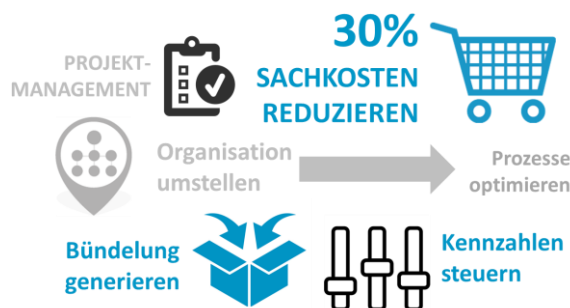 PROJEKT-
MANAGEMENT
30%
SACHKOSTEN
REDUZIEREN
Organisation
umstellen
Prozesse
optimieren
Bündelung
generieren
Kennzahlen
steuern